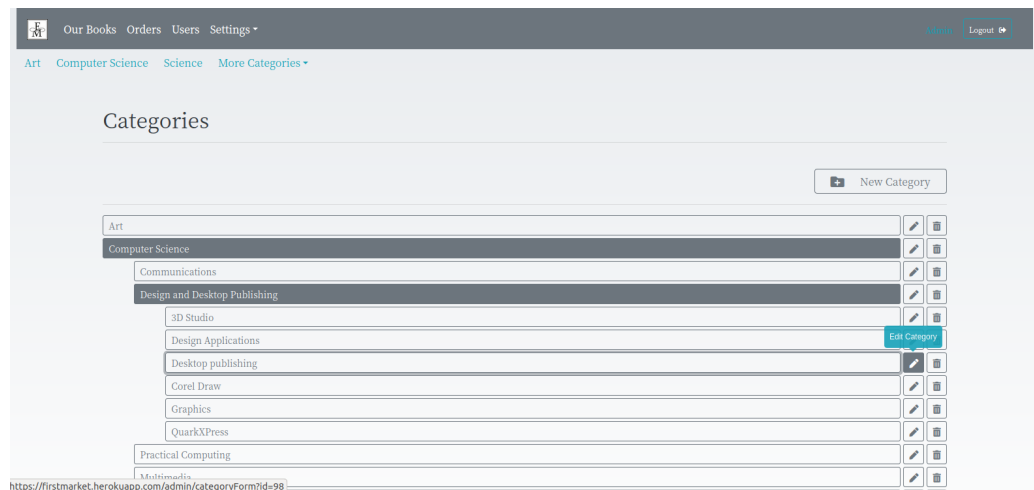 FM
Our Books Orders Users Settings
Logout
Art Computer Science Science More Categories
Categories
New Category
Art
Computer Science
Communications
Design and Desktop Publishing
3D Studio
Design Applications
Edit Category
Desktop publishing
Corel Draw
Graphics
QuarkXPress
Practical Computing
Multimedia
https://firstmarket.herokuapp.com/admin/categoryForm?id=98